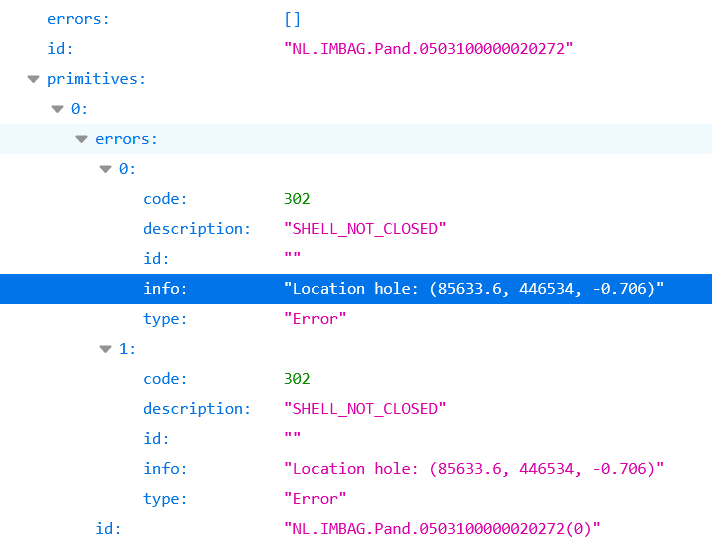 errors: []
id: "NL.IMBAG.Pand.0503100000020272"
primitives:
0:
errors:
0:
code: 302
description: "SHELL_NOT_CLOSED"
id: ""
info: "Location hole: (85633.6, 446534, -0.706)"
type: "Error"
1:
code: 302
description: "SHELL_NOT_CLOSED"
id: ""
info: "Location hole: (85633.6, 446534, -0.706)"
type: "Error"
id: "NL.IMBAG.Pand.0503100000020272(0)"